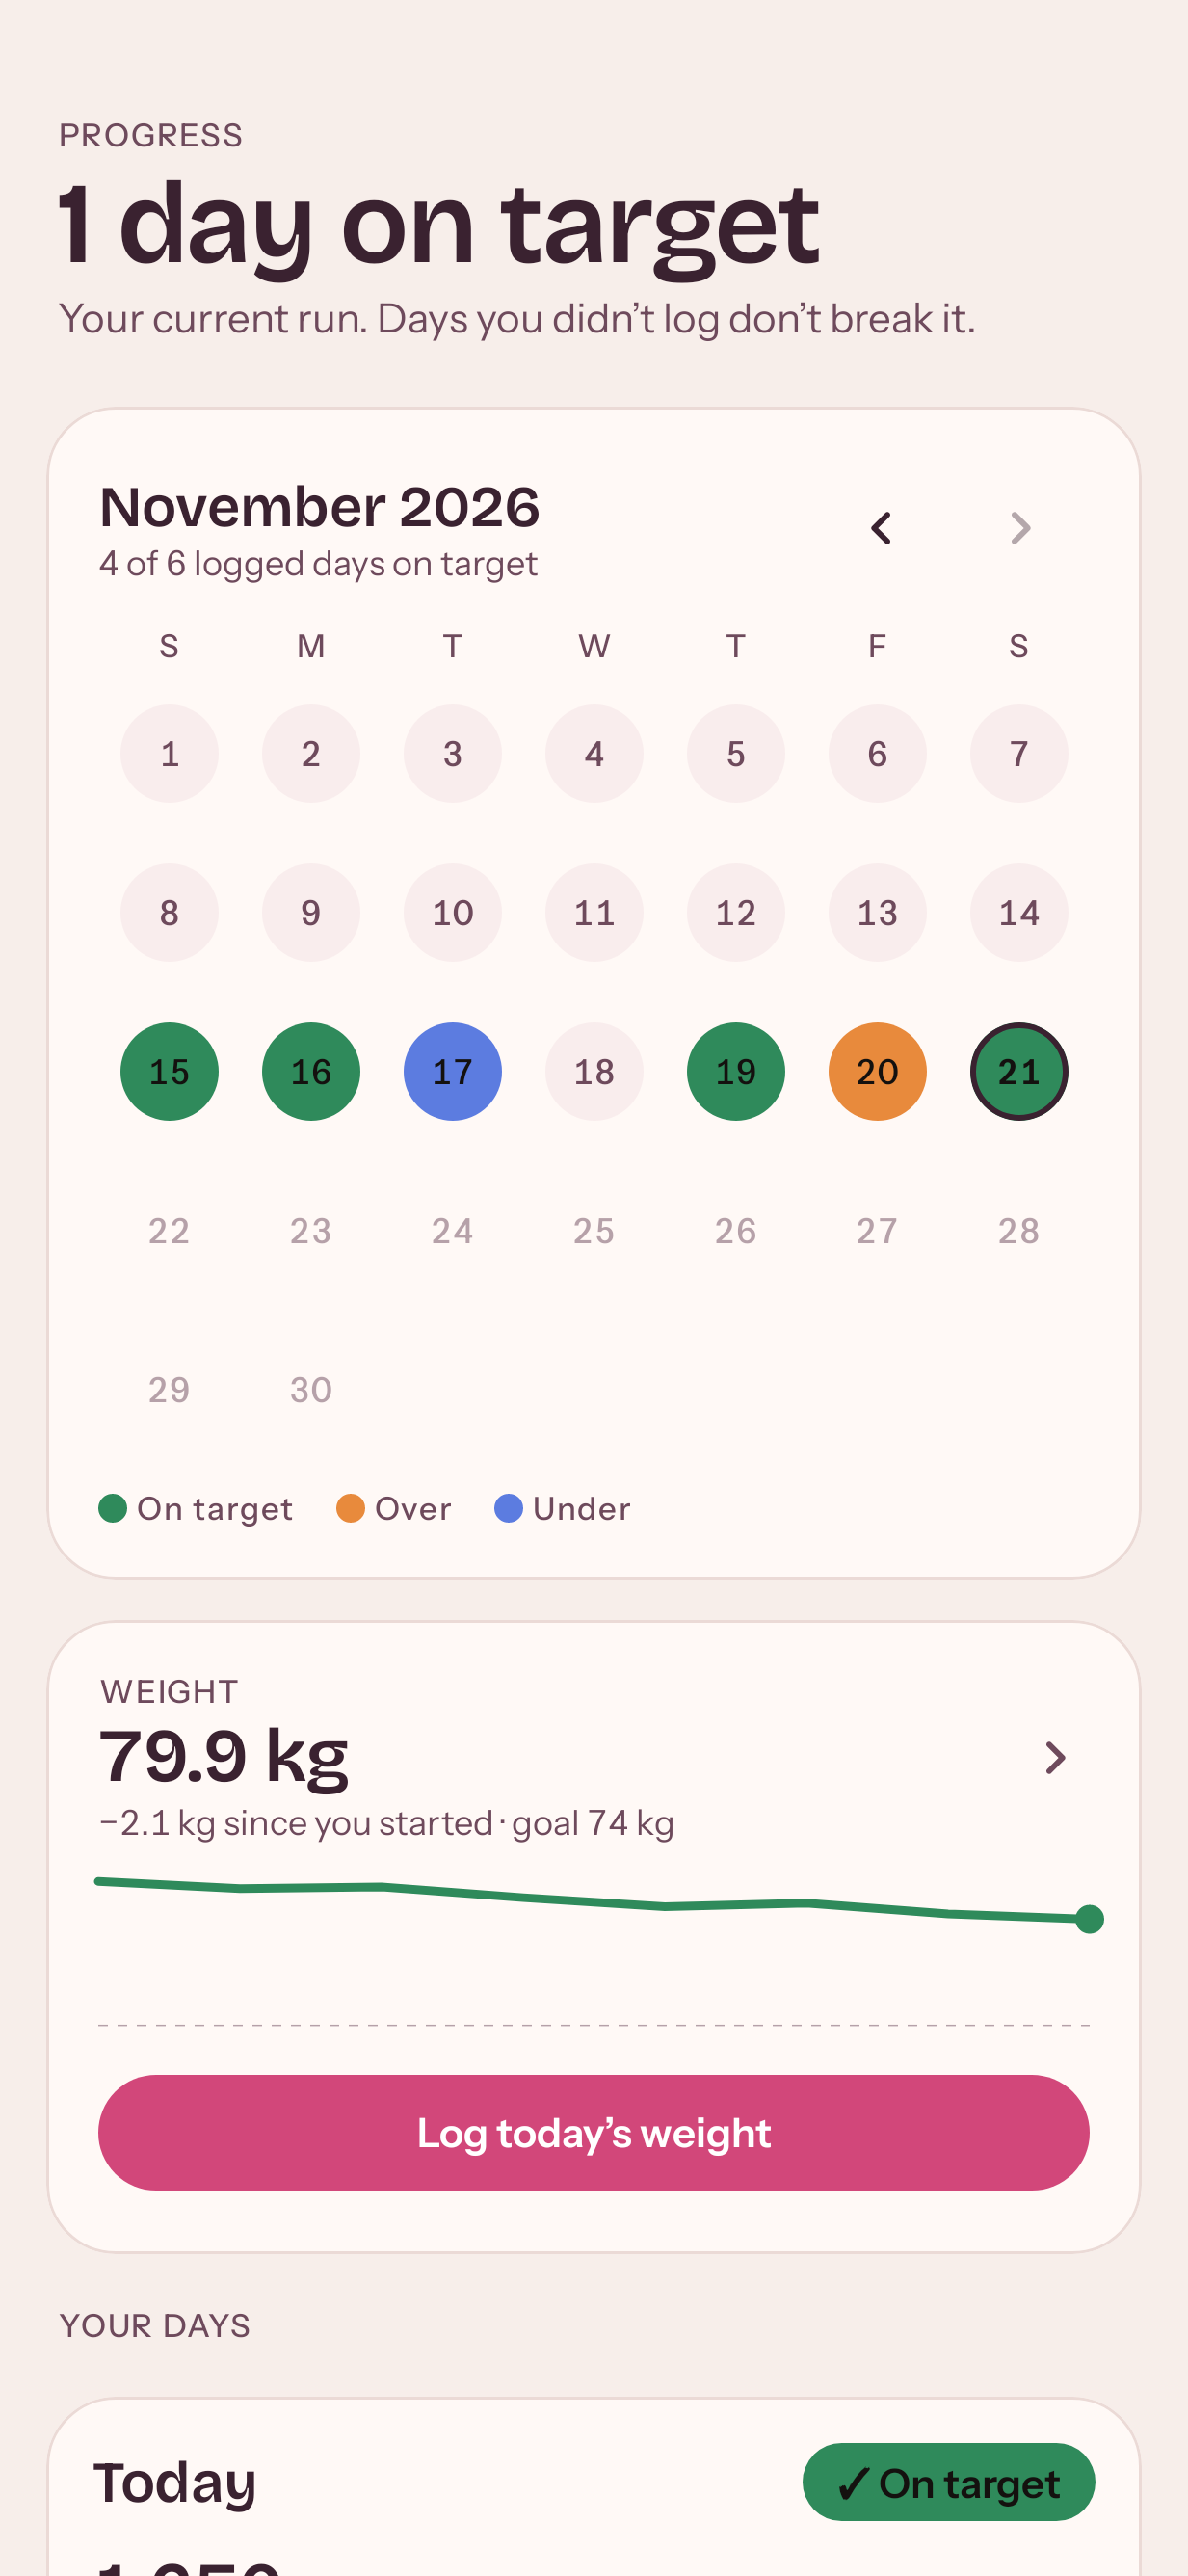 PROGRESS
1 day on target
Your current run. Days you didn’t log don’t break it.
November 2026
4 of 6 logged days on target
S M T W T F S
1 2 3 4 5 6 7
8 9 10 11 12 13 14
15 16 17 18 19 20 21
22 23 24 25 26 27 28
29 30
On target Over Under
WEIGHT
79.9 kg
−2.1 kg since you started · goal 74 kg
Log today’s weight
YOUR DAYS
Today
✓ On target